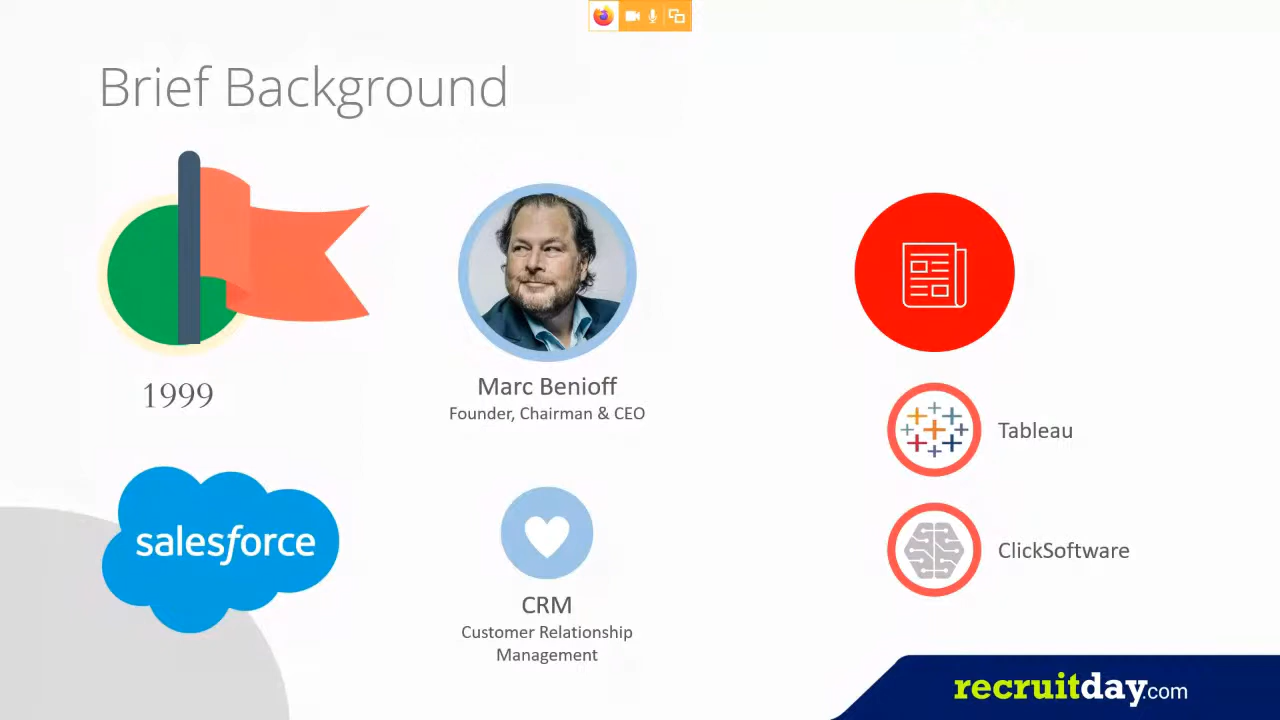 Brief Background
1999
salesforce
Marc Benioff
Founder, Chairman & CEO
CRM
Customer Relationship
Management
Tableau
ClickSoftware
recruitday.com